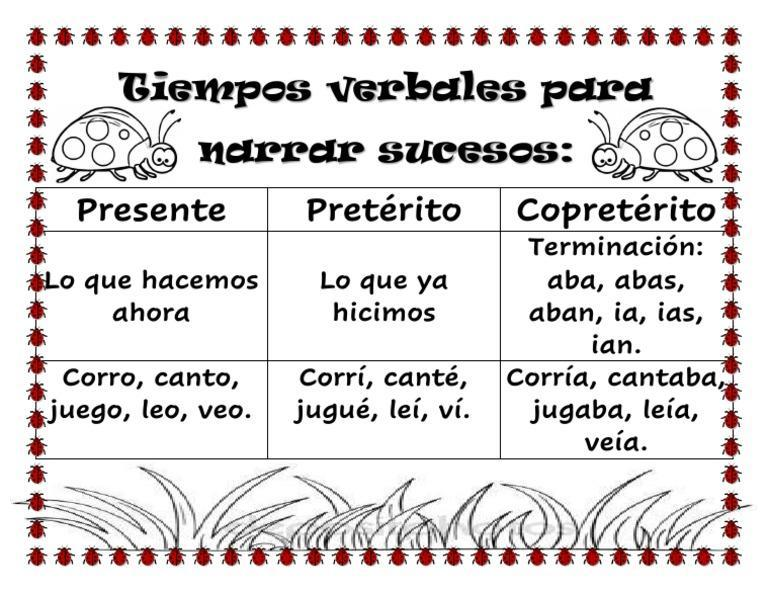 Tiempos verbales para
narrar sucesos:
Presente
Pretérito
Copretérito
Lo que hacemos
ahora
Lo que ya
hicimos
Terminación:
aba, abas,
aban, ia, ias,
ian.
Corro, canto,
juego, leo, veo.
Corrí, canté,
jugué, leí, ví.
Corría, cantaba,
jugaba, leía,
veía.